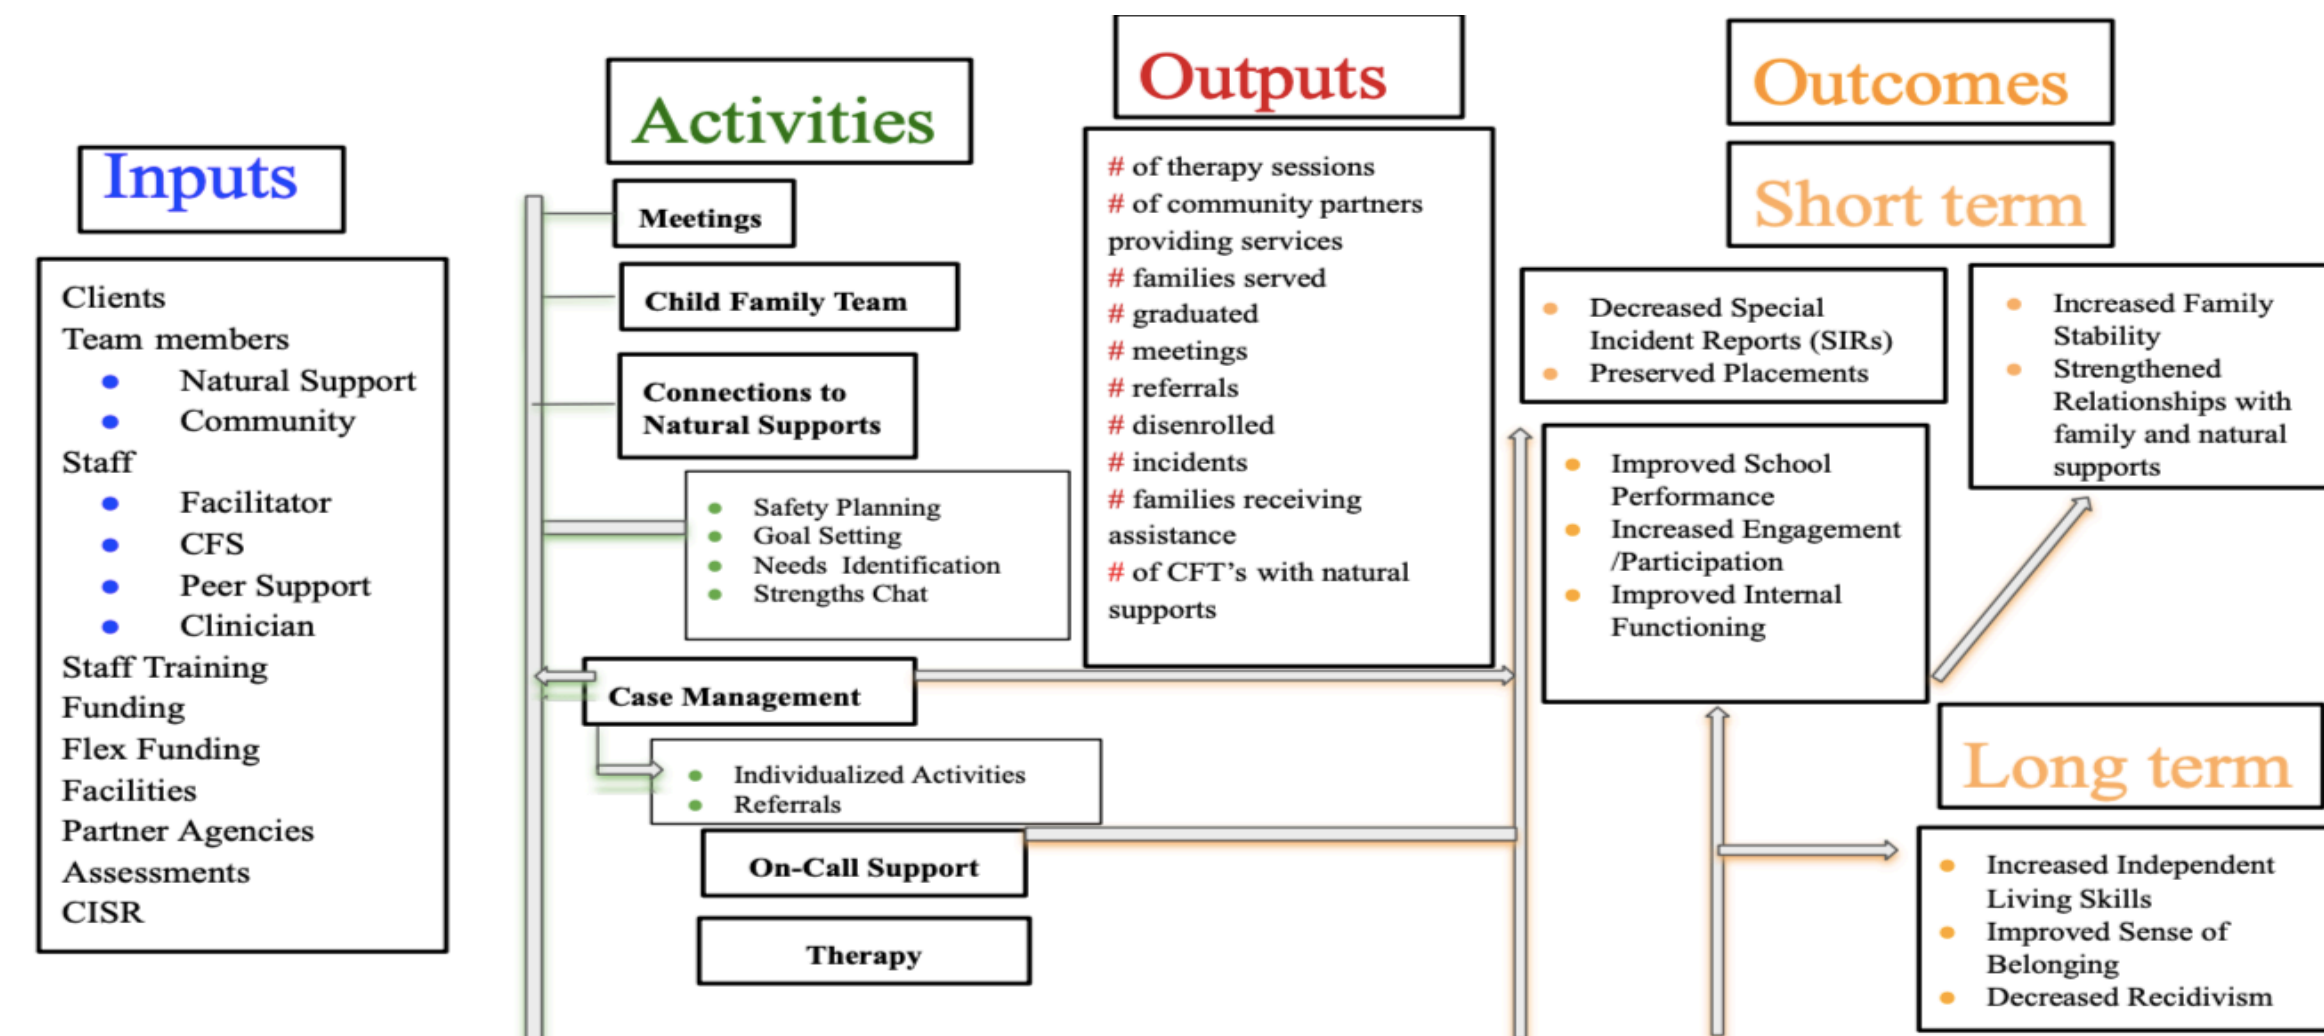 Inputs
Clients
Team members
● Natural Support
● Community
Staff
● Facilitator
● CFS
● Peer Support
● Clinician
Staff Training
Funding
Flex Funding
Facilities
Partner Agencies
Assessments
CISR
Activities
Meetings
Child Family Team
Connections to
Natural Supports
● Safety Planning
● Goal Setting
● Needs Identification
● Strengths Chat
Case Management
● Individualized Activities
● Referrals
On-Call Support
Therapy
Outputs
# of therapy sessions
# of community partners
providing services
# families served
# graduated
# meetings
# referrals
# disenrolled
# incidents
# families receiving
assistance
# of CFT’s with natural
supports
Outcomes
Short term
● Decreased Special
Incident Reports (SIRs)
● Preserved Placements
● Improved School
Performance
● Increased Engagement
/Participation
● Improved Internal
Functioning
● Increased Family
Stability
● Strengthened
Relationships with
family and natural
supports
Long term
● Increased Independent
Living Skills
● Improved Sense of
Belonging
● Decreased Recidivism